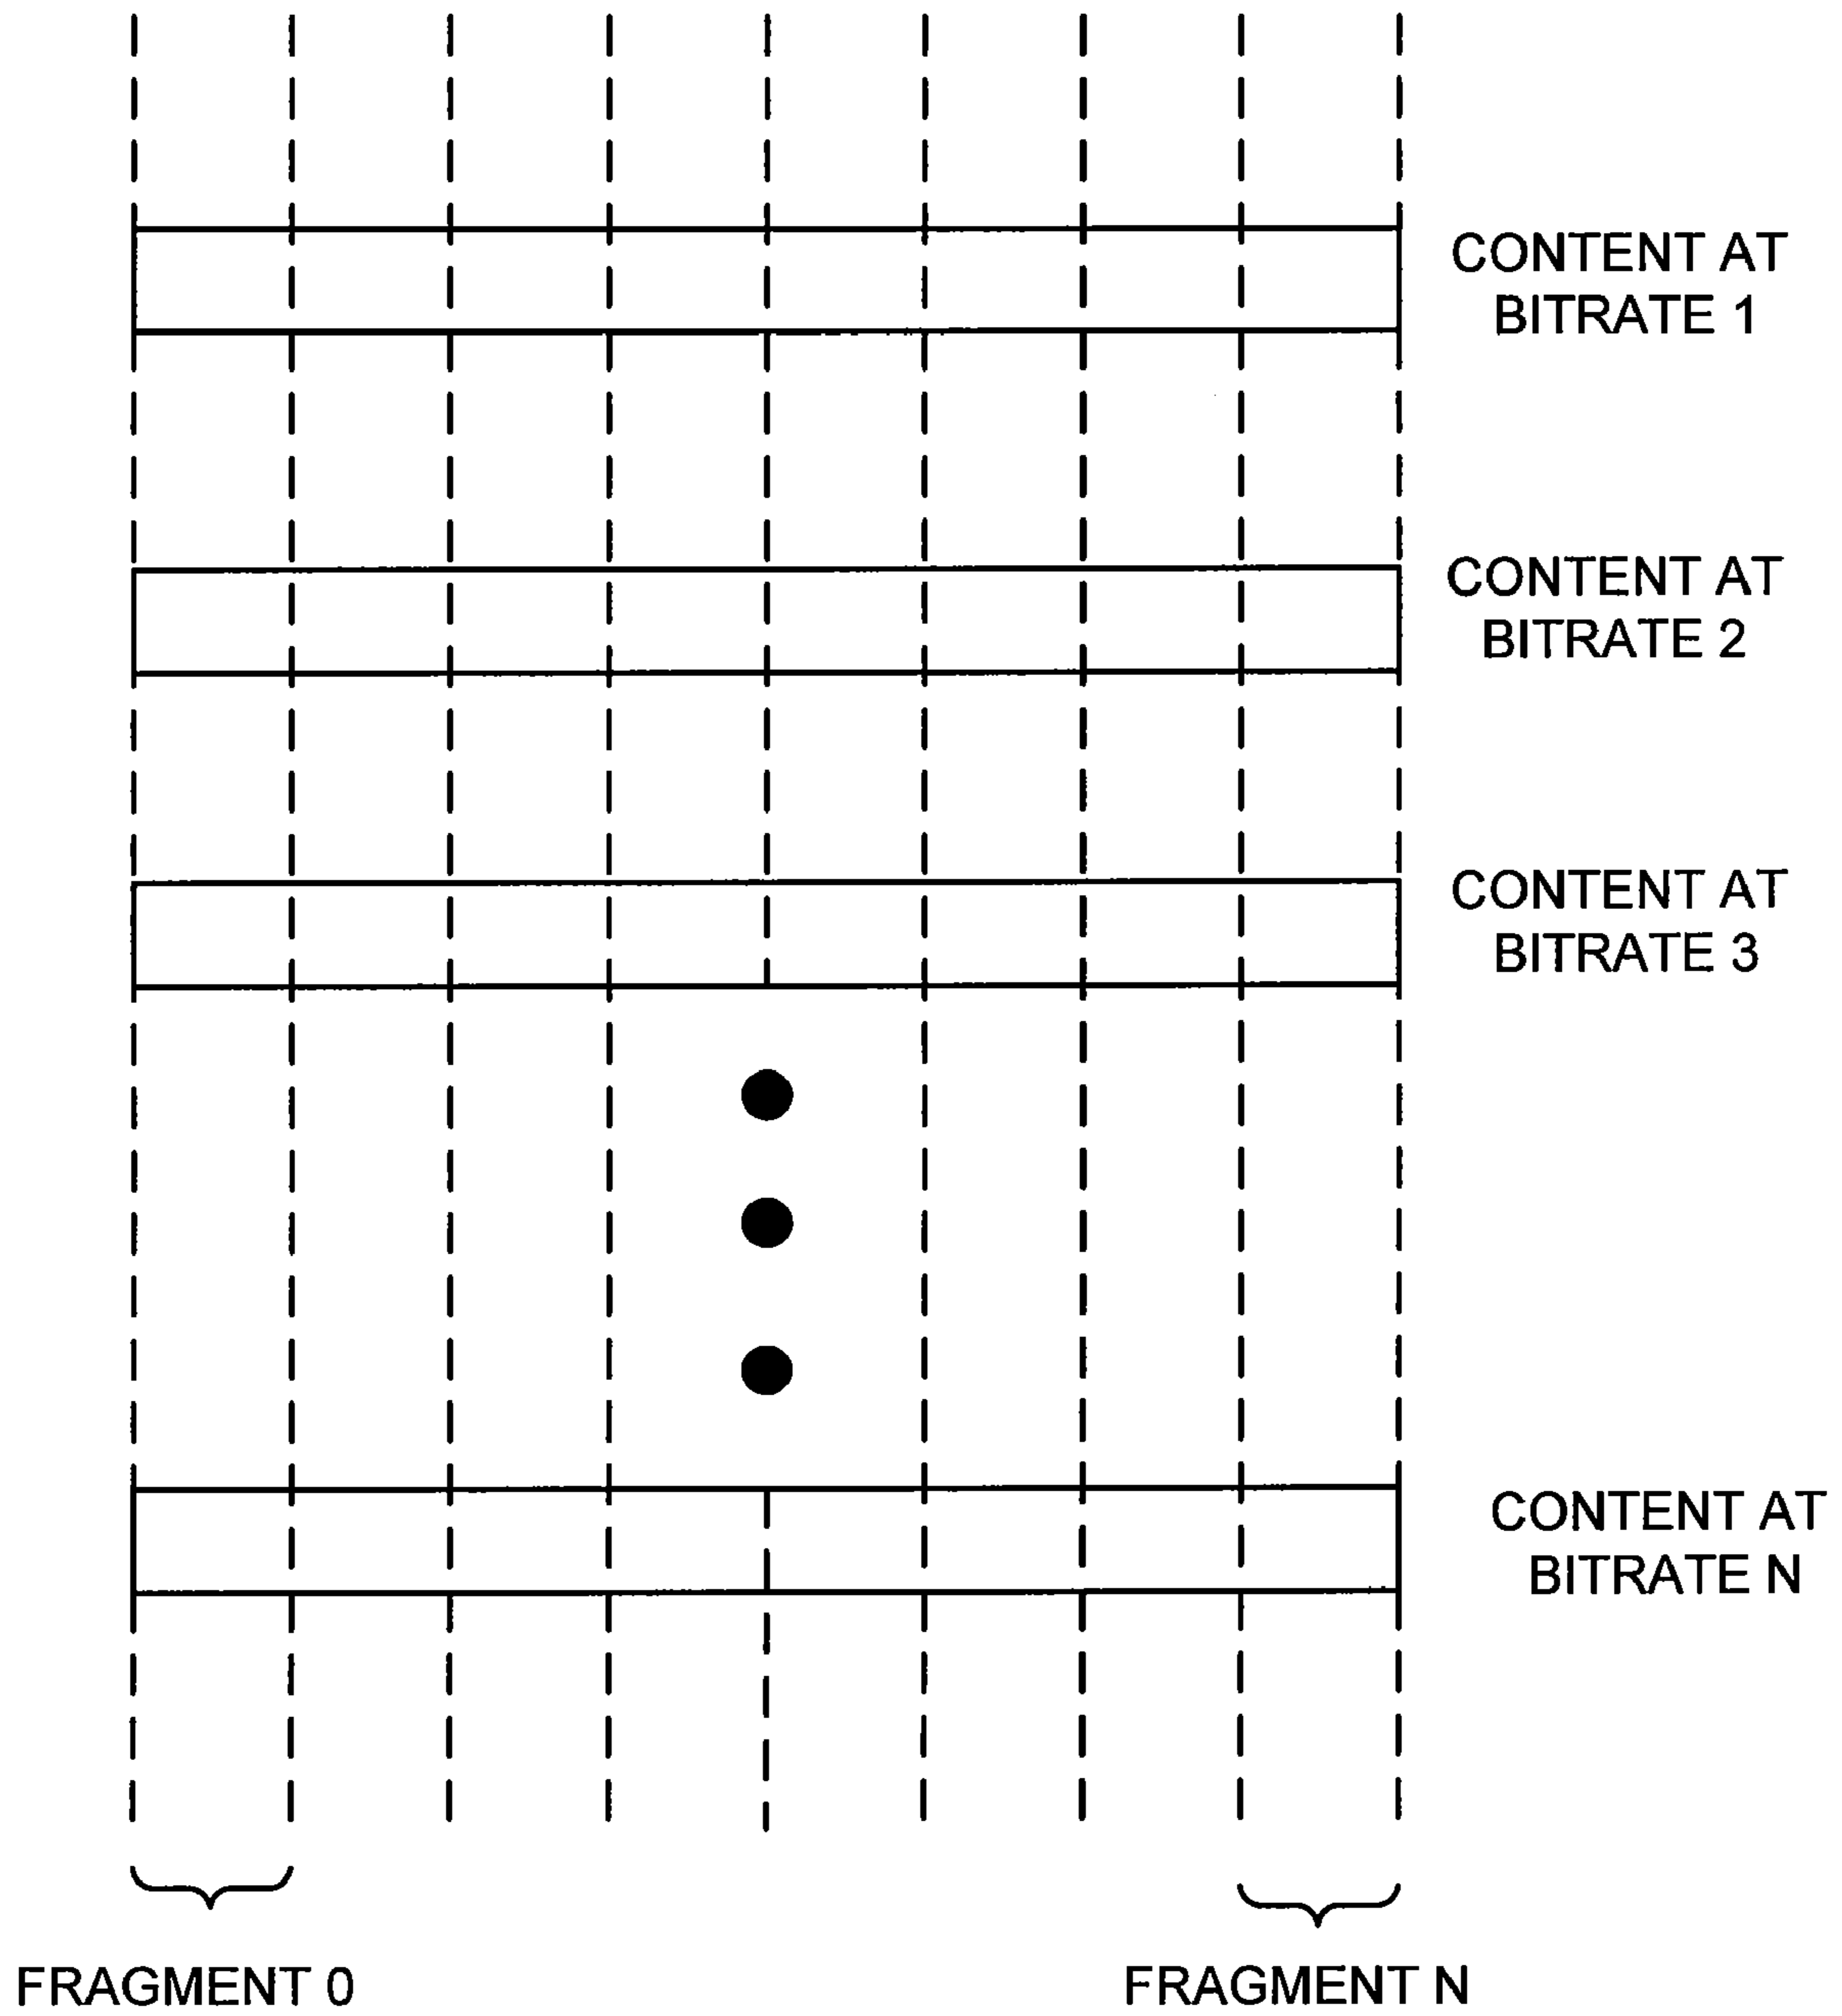 CONTENT AT
BITRATE 1
CONTENT AT
BITRATE 2
CONTENT AT
BITRATE 3
CONTENT AT
BITRATE N
FRAGMENT 0
FRAGMENT N